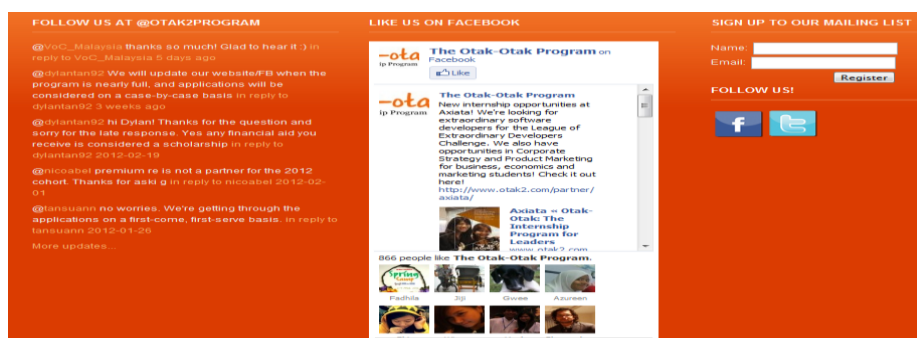 FOLLOW US AT @OTAK2PROGRAM
@VoC_Malaysia thanks so much! Glad to hear it :) in
reply to VoC_Malaysia 5 days ago
@dylantan92 We will update our website/FB when the
program is nearly full, and applications will be
considered on a case-by-case basis in reply to
dylantan92 3 weeks ago
@dylantan92 hi Dylan! Thanks for the question and
sorry for the late response. Yes any financial aid you
receive is considered a scholarship in reply to
dylantan92 2012-02-19
@nicoabel premium re is not a partner for the 2012
cohort. Thanks for aski g in reply to nicoabel 2012-02-
01
@tansuann no worries. We're getting through the
applications on a first-come, first-serve basis. in reply to
tansuann 2012-01-26
More updates...
LIKE US ON FACEBOOK
-ota
ip Program
The Otak-Otak Program on
Facebook
Like
-ota
ip Program
The Otak-Otak Program
New internship opportunities at
Axiata! We're looking for
extraordinary software
developers for the League of
Extraordinary Developers
Challenge. We also have
opportunities in Corporate
Strategy and Product Marketing
for business, economics and
marketing students! Check it out
here!
http://www.otak2.com/partner/
axiata/
Axiata « Otak-
Otak: The
Internship
Program for
Leaders
www.otak2.com
866 people like The Otak-Otak Program.
Spring
Fadhila Jiji Gwee Azureen
SIGN UP TO OUR MAILING LIST
Name:
Email:
Register
FOLLOW US!
f t